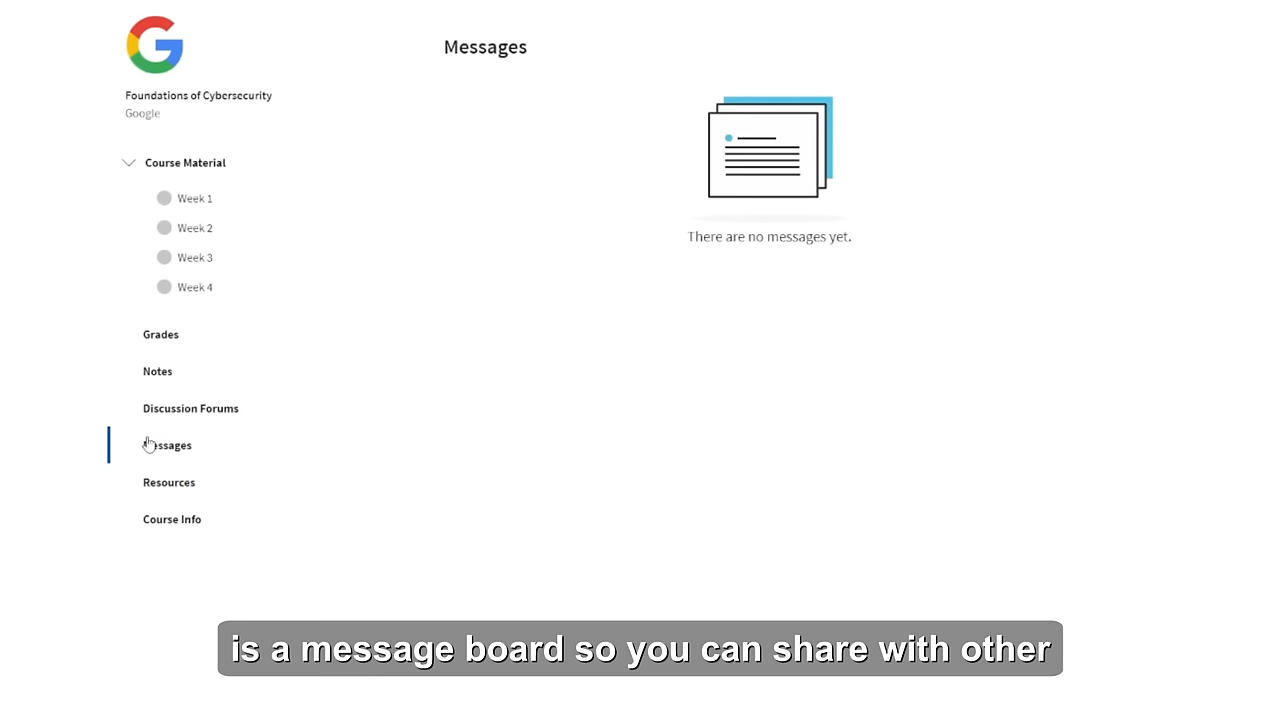 Messages
Foundations of Cybersecurity
Google
Course Material
Week 1
Week 2
Week 3
Week 4
There are no messages yet.
Grades
Notes
Discussion Forums
essages
Resources
Course Info
is a message board so you can share with other